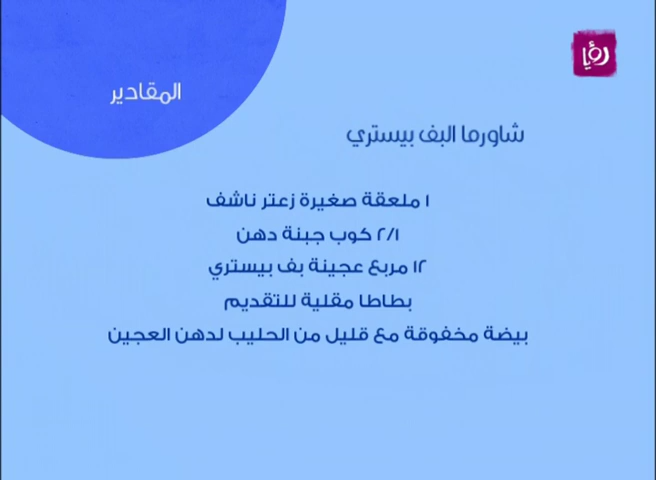 رؤيا
المقادير
شاورما البف بيستري
١ ملعقة صغيرة زعتر ناشف
٢/١ كوب جبنة دهن
١٢ مربع عجينة بف بيستري
بطاطا مقلية للتقديم
بيضة مخفوقة مع قليل من الحليب لدهن العجين